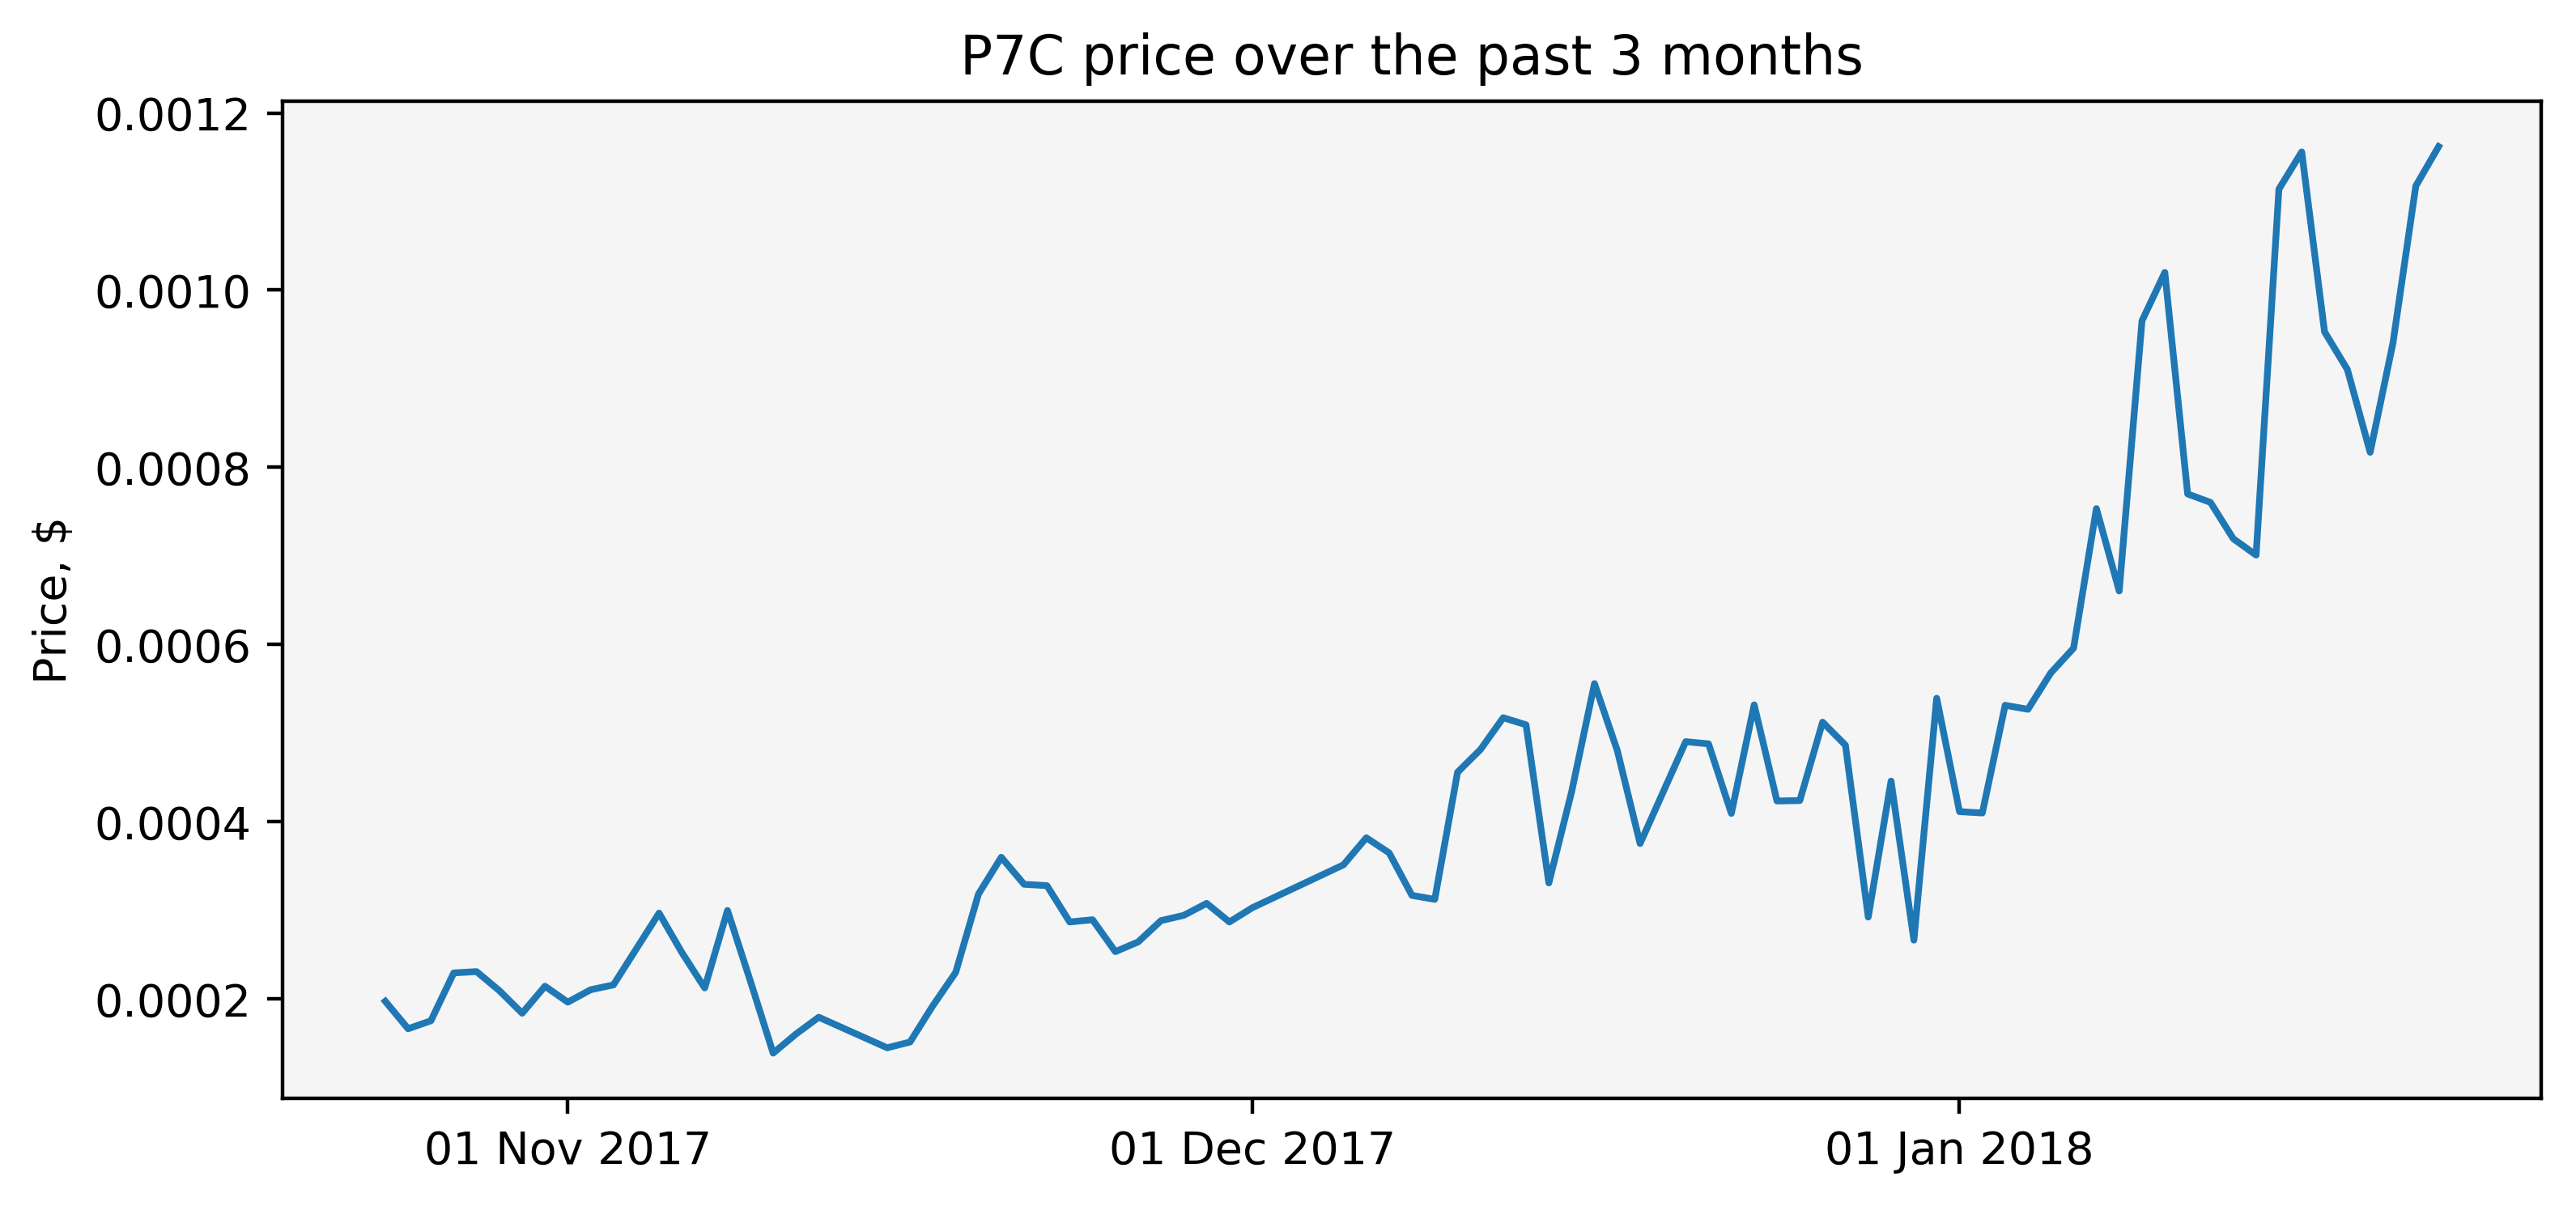 P7C price over the past 3 months
Price, $
0.0012
0.0010
0.0008
0.0006
0.0004
0.0002
01 Nov 2017
01 Dec 2017
01 Jan 2018